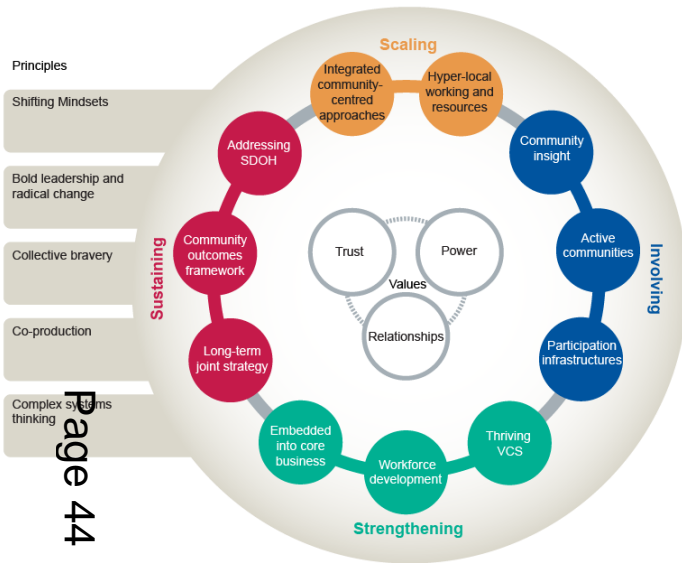 Principles
Shifting Mindsets
Bold leadership and
radical change
Collective bravery
Co-production
Complex systems
thinking
Page 44
Scaling
Integrated
community-
centred
approaches
Hyper-local
working and
resources
Involving
Community
insight
Active
communities
Participation
infrastructures
Strengthening
Thriving
VCS
Workforce
development
Embedded
into core
business
Sustaining
Long-term
joint strategy
Community
outcomes
framework
Addressing
SDOH
Trust
Power
Values
Relationships